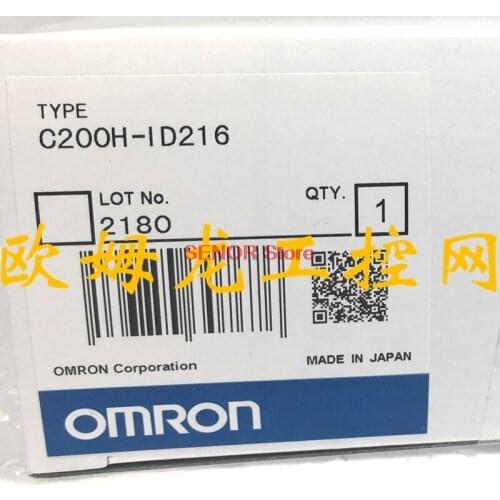 TYPE
C200H-ID216
LOT No.
2180
QTY.
1
SENOR Store
欧姆龙工控网
OMRON Corporation
MADE IN JAPAN
OMRON